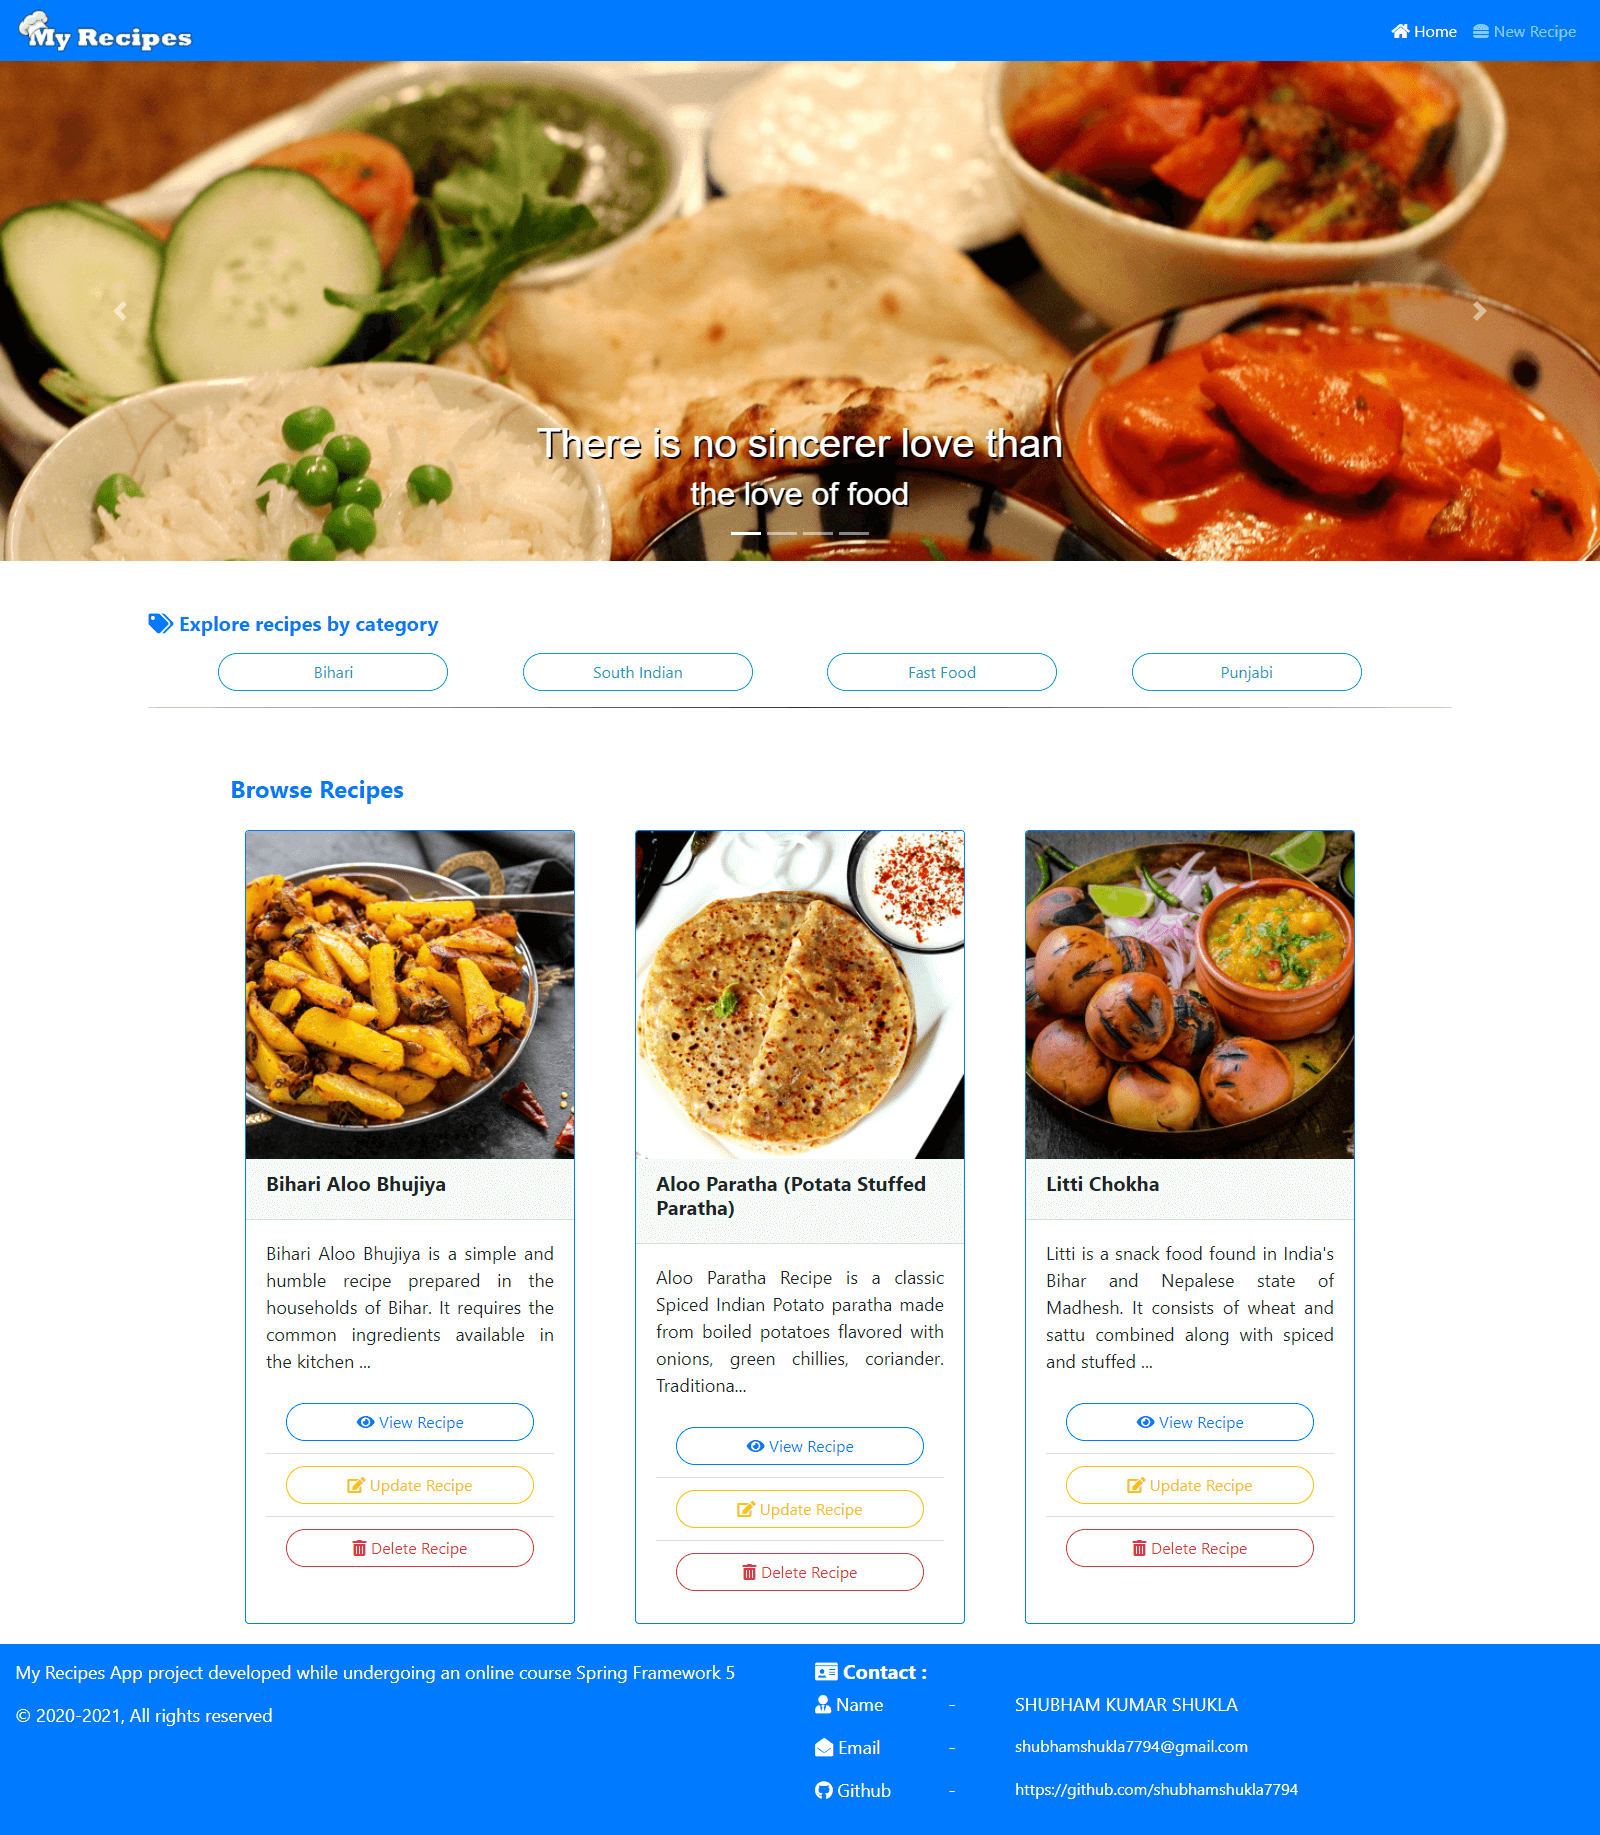 My Recipes
Home New Recipe
There is no sincerer love than
the love of food
Explore recipes by category
Bihari South Indian Fast Food Punjabi
Browse Recipes
Bihari Aloo Bhujiya
Bihari Aloo Bhujiya is a simple and
humble recipe prepared in the
households of Bihar. It requires the
common ingredients available in
the kitchen ...
View Recipe
Update Recipe
Delete Recipe
Aloo Paratha (Potata Stuffed
Paratha)
Aloo Paratha Recipe is a classic
Spiced Indian Potato paratha made
from boiled potatoes flavored with
onions, green chillies, coriander.
Traditiona...
View Recipe
Update Recipe
Delete Recipe
Litti Chokha
Litti is a snack food found in India's
Bihar and Nepalese state of
Madhesh. It consists of wheat and
sattu combined along with spiced
and stuffed ...
View Recipe
Update Recipe
Delete Recipe
My Recipes App project developed while undergoing an online course Spring Framework 5
© 2020-2021, All rights reserved
Contact :
Name - SHUBHAM KUMAR SHUKLA
Email - shubhamshukla7794@gmail.com
Github - https://github.com/shubhamshukla7794